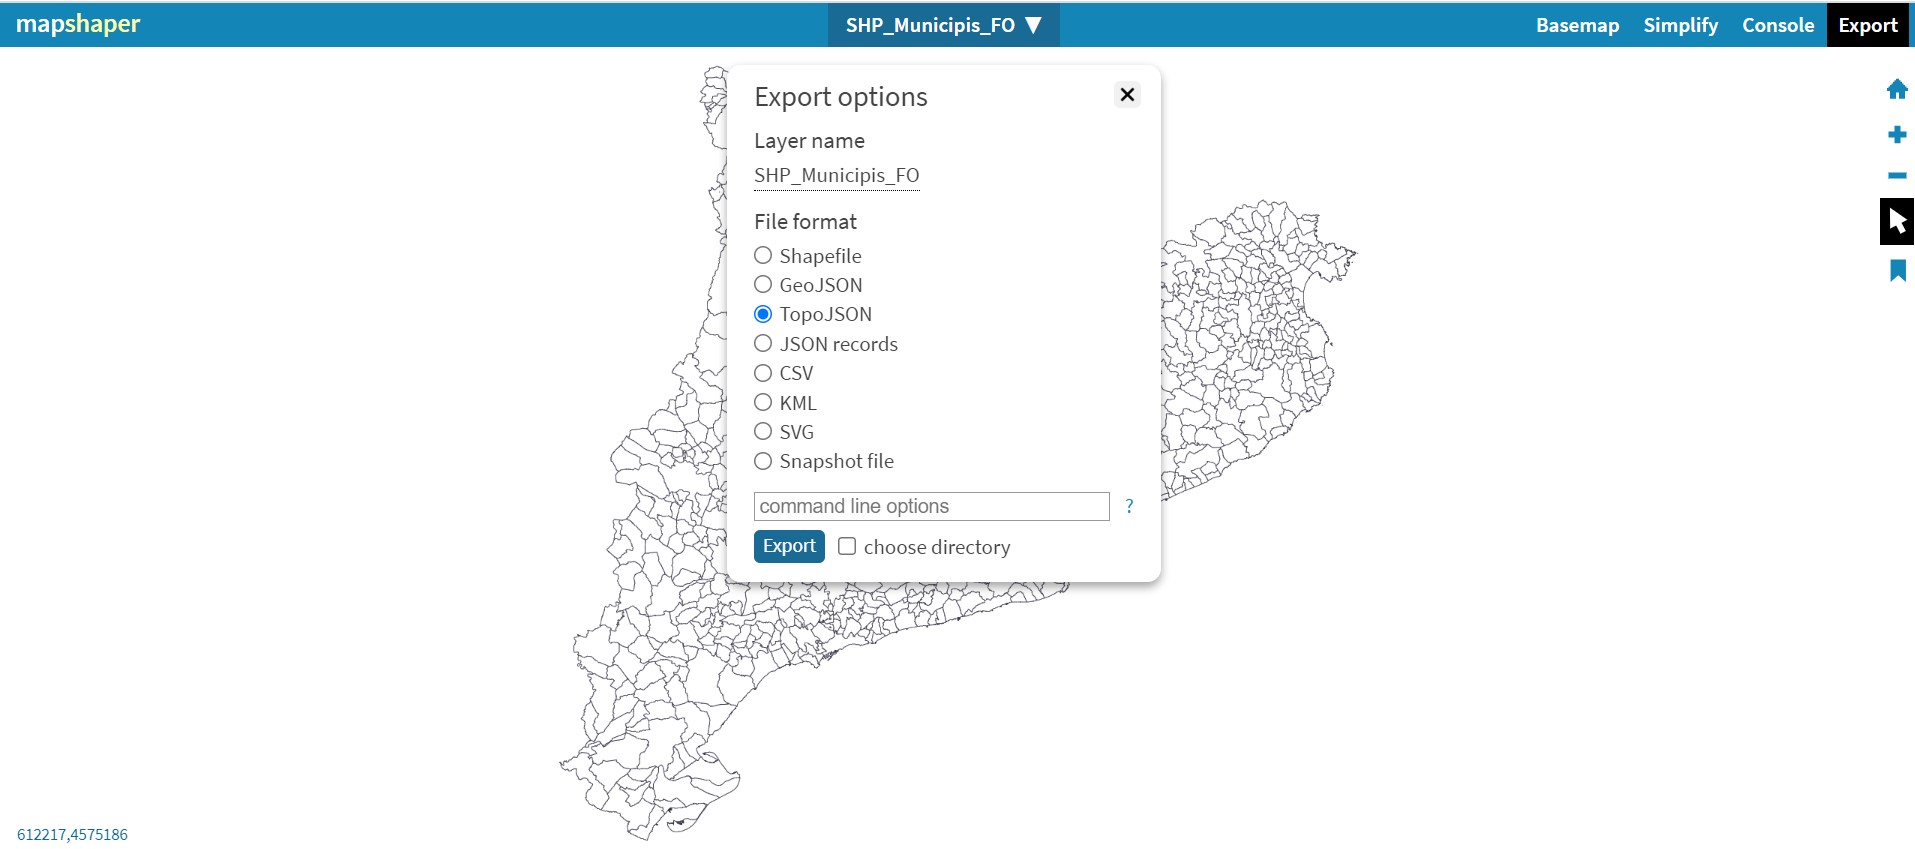 mapshaper
SHP_Municipis_FO ▼
Basemap Simplify Console Export
Export options
Layer name
SHP_Municipis_FO
File format
Shapefile
GeoJSON
TopoJSON
JSON records
CSV
KML
SVG
Snapshot file
command line options ?
Export choose directory
612217,4575186